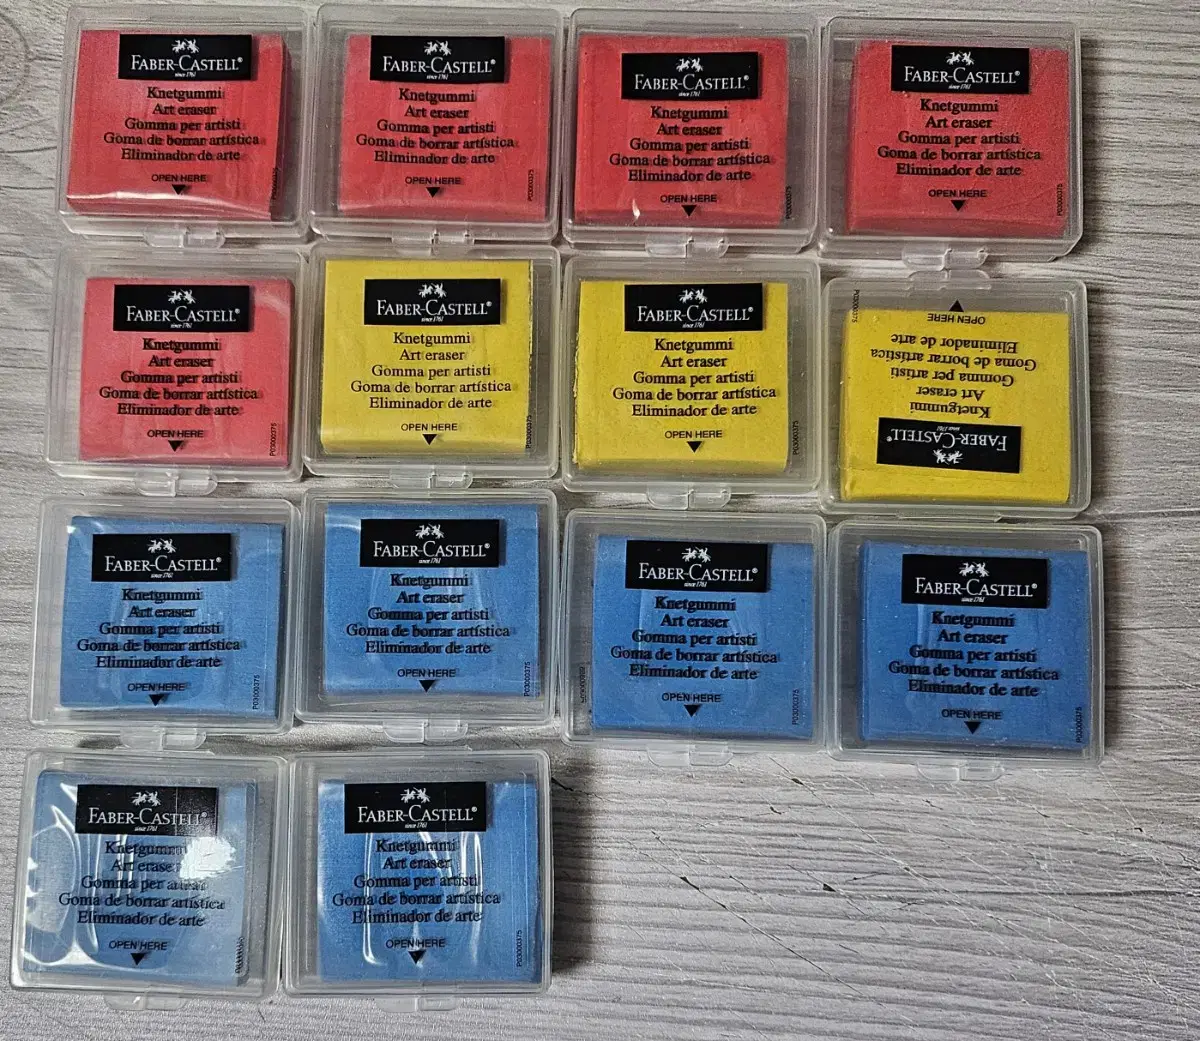 FABER-CASTELL®
since 1761
Knetgummi
Art eraser
Gomma per artisti
Goma de borrar artística
Eliminador de arte
OPEN HERE
P03000375
FABER-CASTELL®
since 1761
Knetgummi
Art eraser
Gomma per artisti
Goma de borrar artística
Eliminador de arte
OPEN HERE
P03000375
FABER-CASTELL®
since 1761
Knetgummi
Art eraser
Gomma per artisti
Goma de borrar artística
Eliminador de arte
OPEN HERE
P03000375
FABER-CASTELL®
since 1761
Knetgummi
Art eraser
Gomma per artisti
Goma de borrar artística
Eliminador de arte
OPEN HERE
P03000375
FABER-CASTELL®
since 1761
Knetgummi
Art eraser
Gomma per artisti
Goma de borrar artística
Eliminador de arte
OPEN HERE
P03000375
FABER-CASTELL®
since 1761
Knetgummi
Art eraser
Gomma per artisti
Goma de borrar artística
Eliminador de arte
OPEN HERE
P03000375
FABER-CASTELL®
since 1761
Knetgummi
Art eraser
Gomma per artisti
Goma de borrar artística
Eliminador de arte
OPEN HERE
P03000375
FABER-CASTELL®
since 1761
Knetgummi
Art eraser
Gomma per artisti
Goma de borrar artística
Eliminador de arte
OPEN HERE
P03000375
FABER-CASTELL®
since 1761
Knetgummi
Art eraser
Gomma per artisti
Goma de borrar artística
Eliminador de arte
OPEN HERE
P03000375
FABER-CASTELL®
since 1761
Knetgummi
Art eraser
Gomma per artisti
Goma de borrar artística
Eliminador de arte
OPEN HERE
P03000375
FABER-CASTELL®
since 1761
Knetgummi
Art eraser
Gomma per artisti
Goma de borrar artística
Eliminador de arte
OPEN HERE
P03000375
FABER-CASTELL®
since 1761
Knetgummi
Art eraser
Gomma per artisti
Goma de borrar artística
Eliminador de arte
OPEN HERE
P03000375
FABER-CASTELL®
since 1761
Knetgummi
Art eraser
Gomma per artisti
Goma de borrar artística
Eliminador de arte
OPEN HERE
FABER-CASTELL®
since 1761
Knetgummi
Art eraser
Gomma per artisti
Goma de borrar artística
Eliminador de arte
OPEN HERE
P03000375